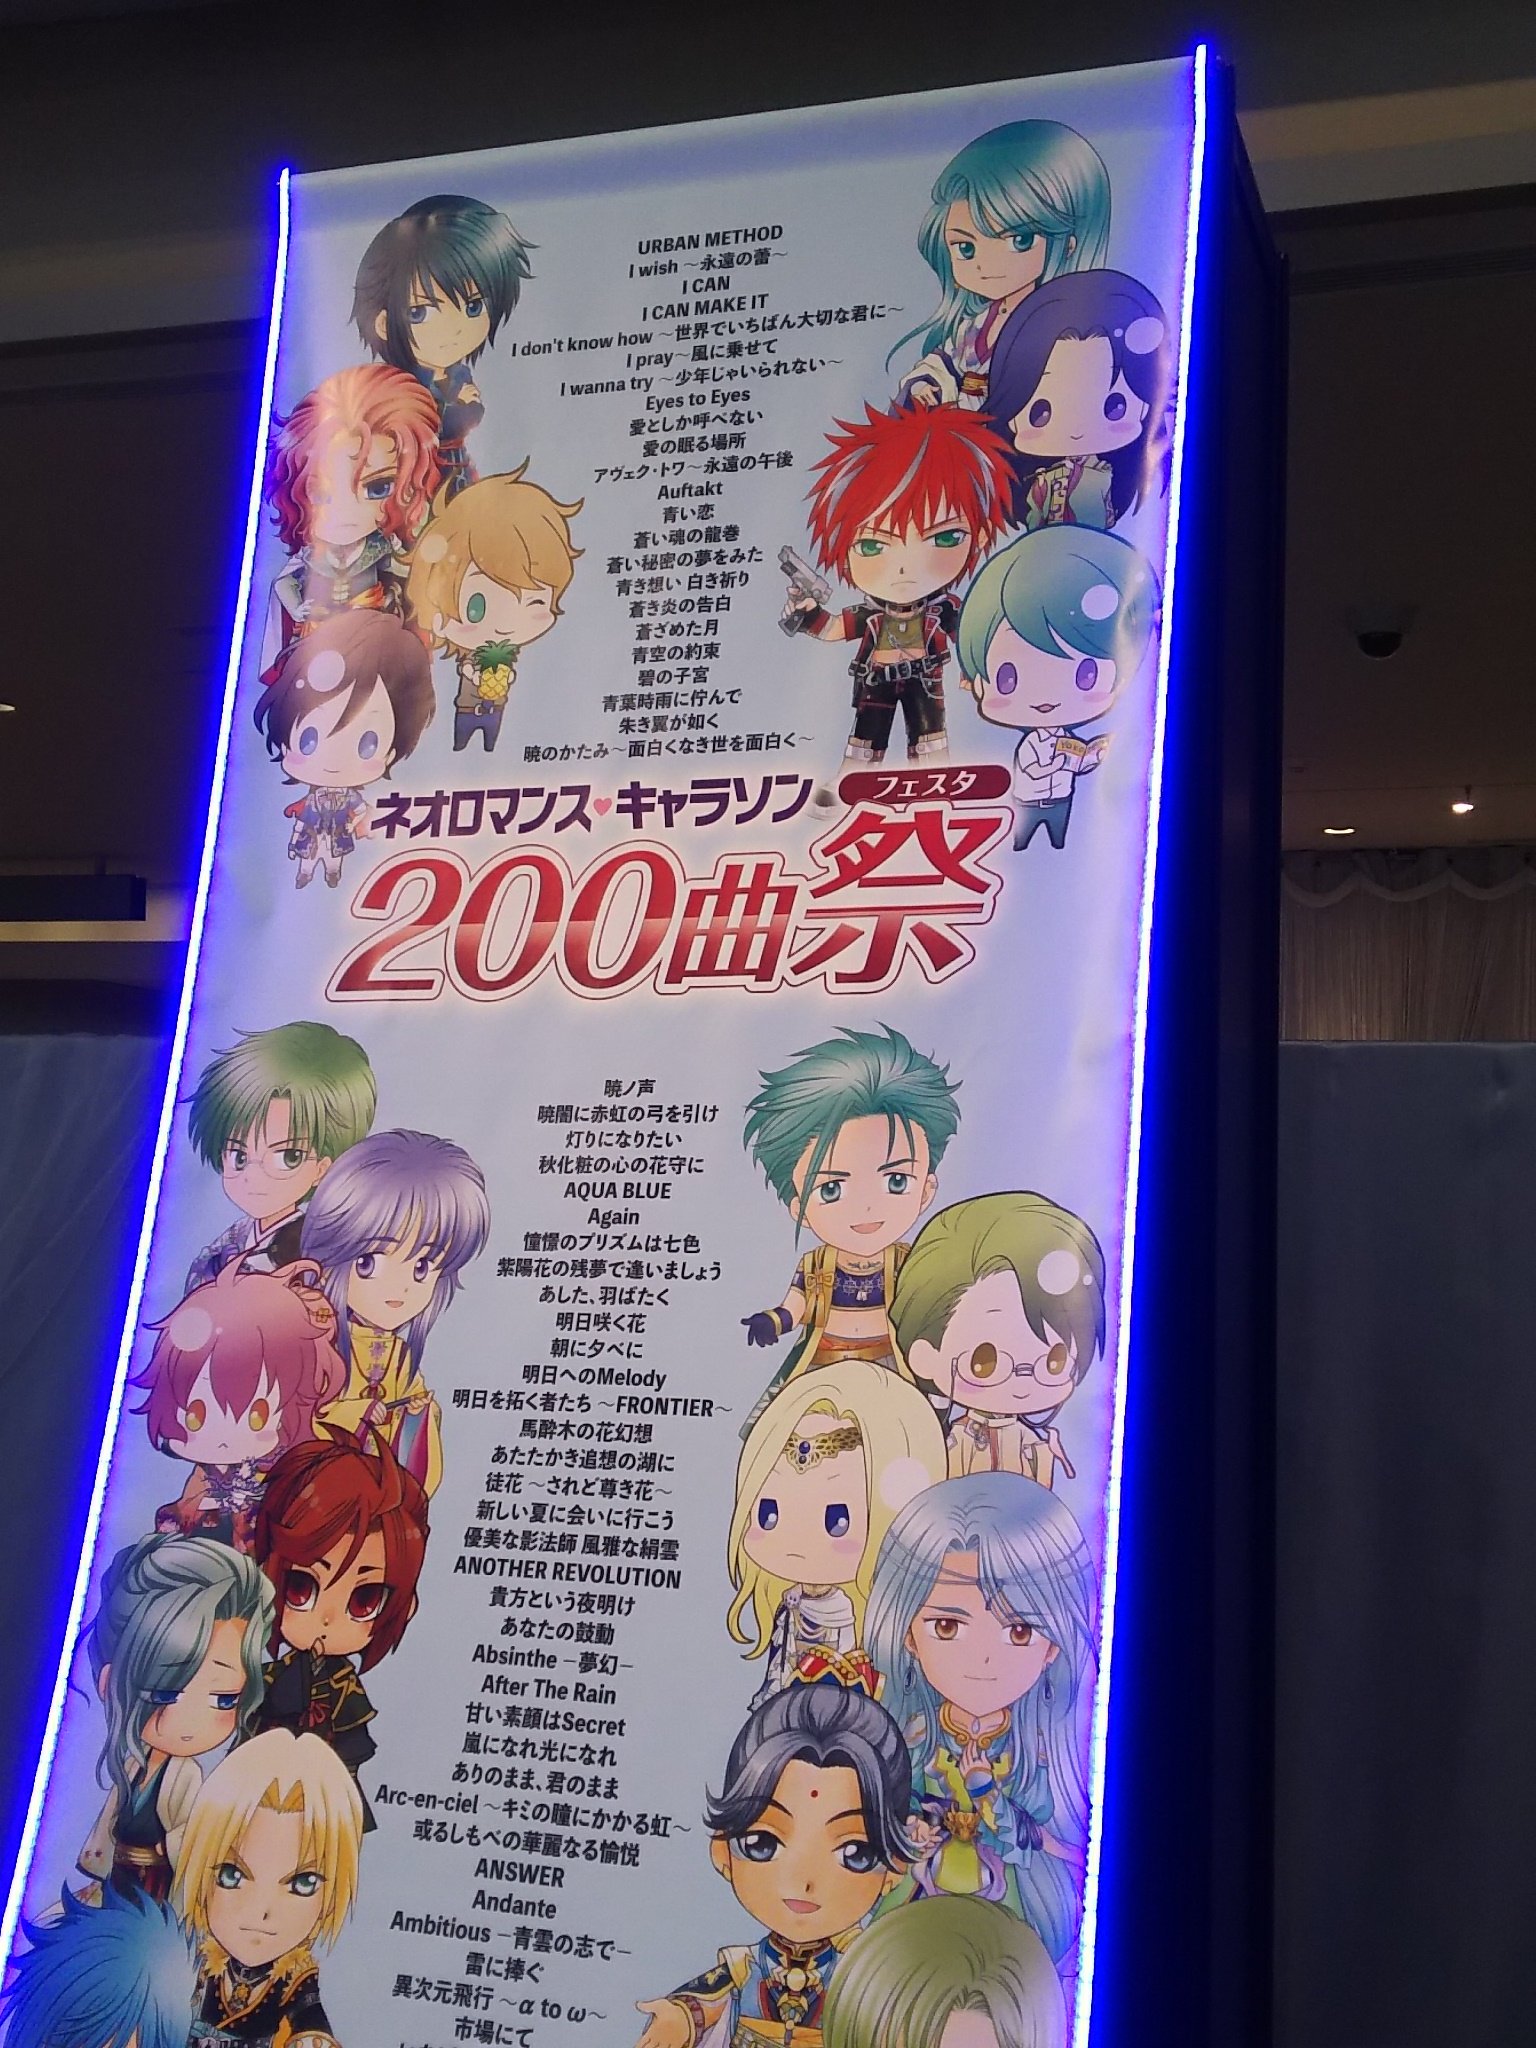 URBAN METHOD
I wish ～永遠の蕾～
I CAN
I CAN MAKE IT
I don't know how ～世界でいちばん大切な君に～
I pray～風に乗せて
I wanna try ～少年じゃいられない～
Eyes to Eyes
愛としか呼べない
愛の眠る場所
アヴェク・トワ～永遠の午後
Auftakt
青い恋
蒼い魂の龍巻
蒼い秘密の夢をみた
青き想い 白き祈り
蒼き炎の告白
蒼ざめた月
青空の約束
碧の子宮
青葉時雨に佇んで
朱き翼が如く
暁のかたみ～面白くなき世を面白く～
ネオロマンス♥キャラソン
フェスタ
200曲祭
暁ノ声
暁闇に赤虹の弓を引け
灯りになりたい
秋化粧の心の花守に
AQUA BLUE
Again
憧憬のプリズムは七色
紫陽花の残夢で逢いましょう
あした、羽ばたく
明日咲く花
朝に夕べに
明日へのMelody
明日を拓く者たち ～FRONTIER～
馬酔木の花幻想
あたたかき追想の湖に
徒花 ～されど尊き花～
新しい夏に会いに行こう
優美な影法師 風雅な絹雲
ANOTHER REVOLUTION
貴方という夜明け
あなたの鼓動
Absinthe －夢幻－
After The Rain
甘い素顔はSecret
嵐になれ光になれ
ありのまま、君のまま
Arc-en-ciel ～キミの瞳にかかる虹～
或るしもべの華麗なる愉悦
ANSWER
Andante
Ambitious －青雲の志で－
雷に捧ぐ
異次元飛行 ～α to ω～
市場にて